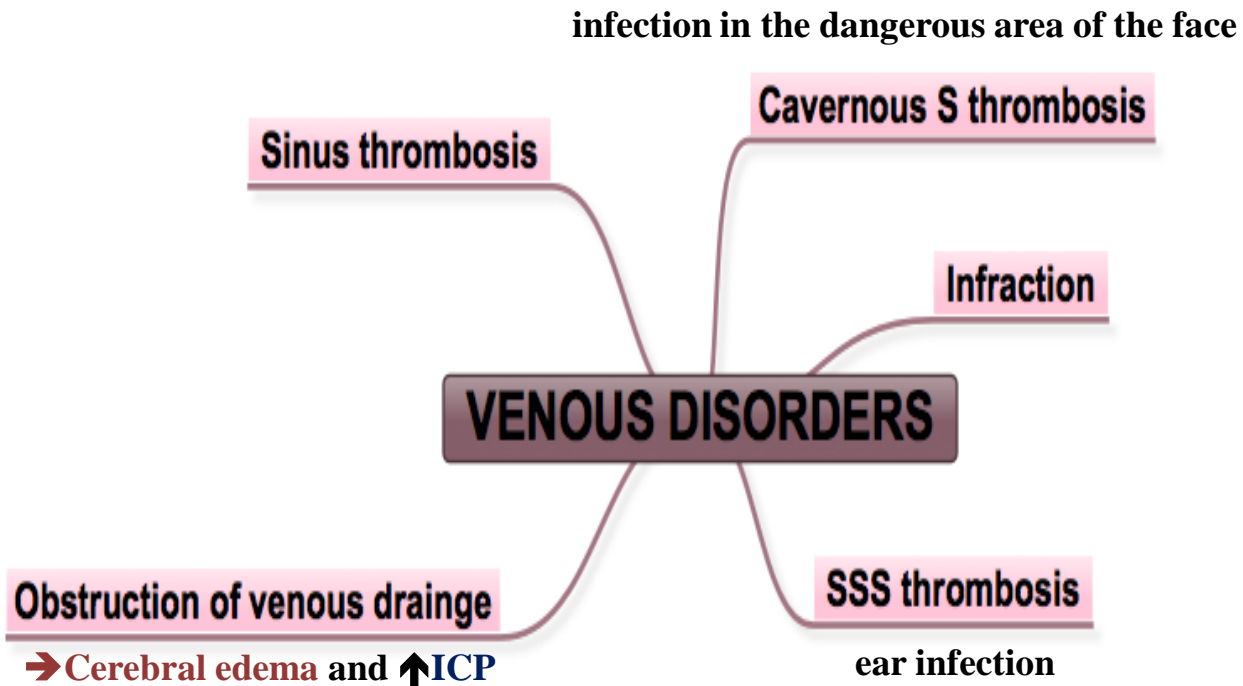 infection in the dangerous area of the face
Cavernous S thrombosis
Sinus thrombosis
Infraction
VENOUS DISORDERS
Obstruction of venous drainge
➔Cerebral edema and 🡹ICP
SSS thrombosis
ear infection